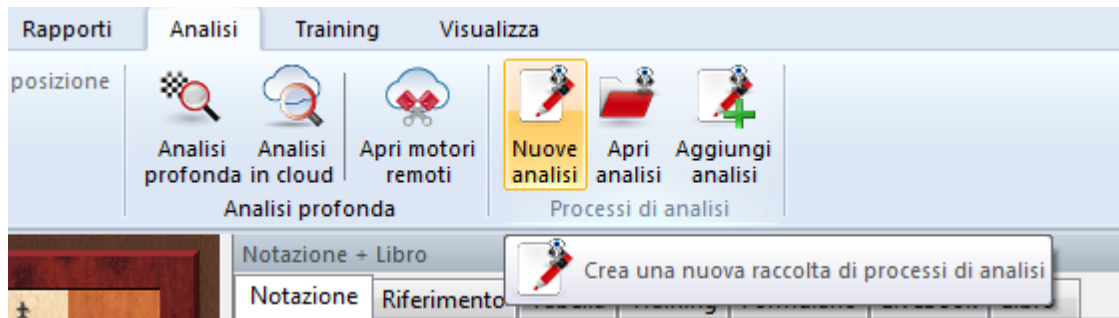 Rapporti Analisi Training Visualizza
posizione
Analisi profonda
Analisi in cloud
Apri motori remoti
Nuove analisi
Apri analisi
Aggiungi analisi
Analisi profonda
Processi di analisi
Notazione + Libro
Crea una nuova raccolta di processi di analisi
Notazione Riferimento